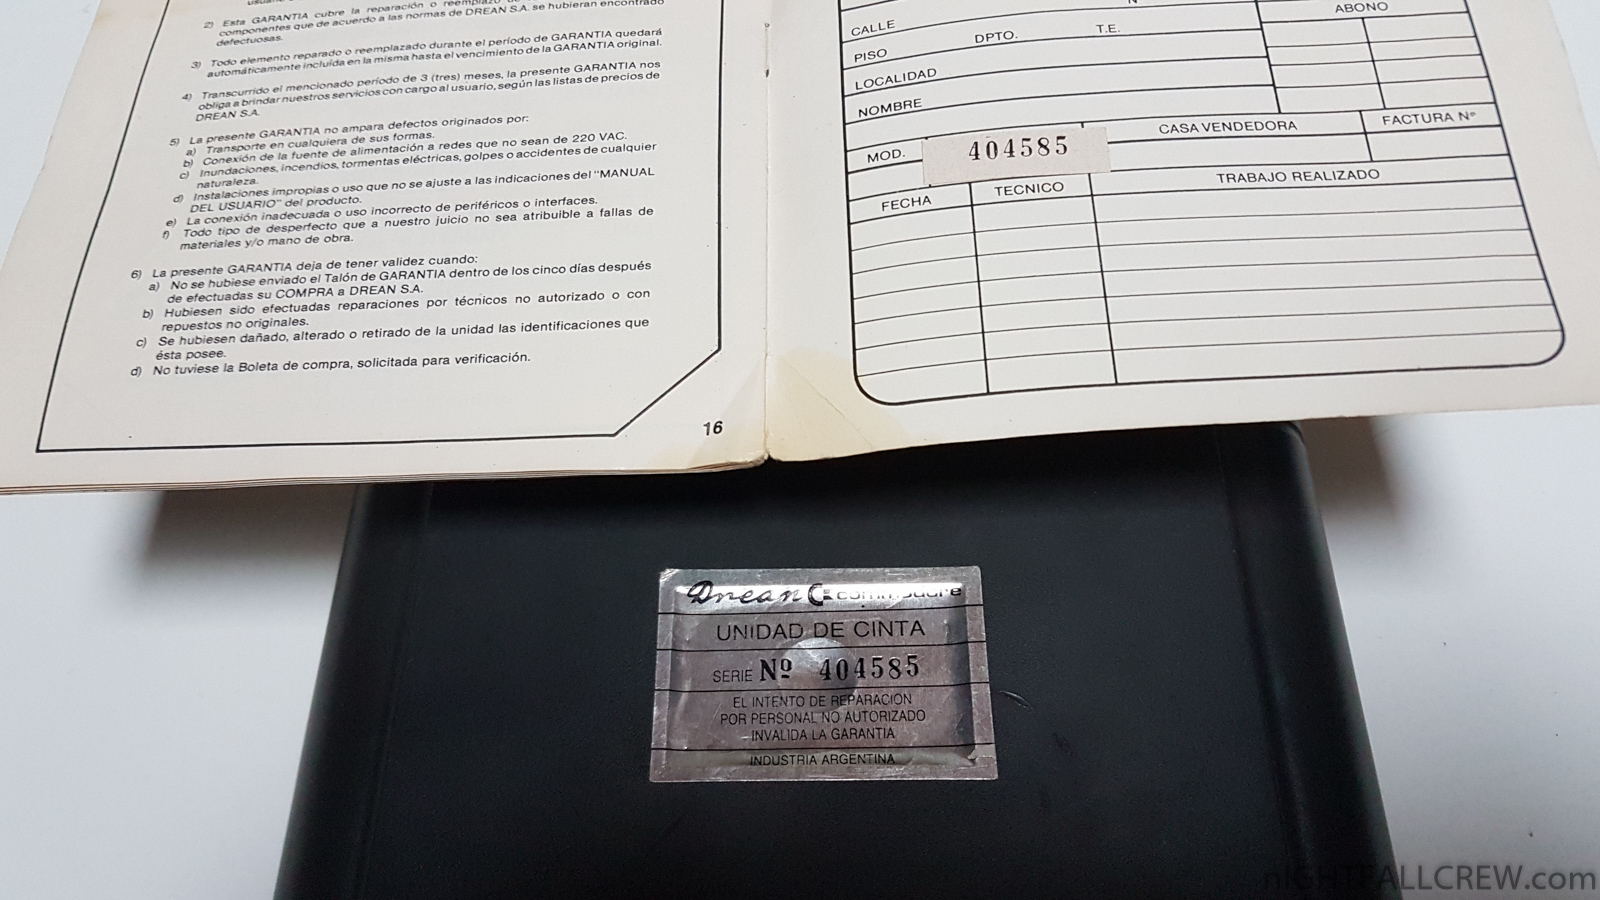 2) Esta GARANTIA cubre la reparación o reemplazo de
componentes que de acuerdo a las normas de DREAN S.A. se hubieran encontrado
defectuosas.
3) Todo elemento reparado o reemplazado durante el período de GARANTIA quedará
automáticamente incluída en la misma hasta el vencimiento de la GARANTIA original.
4) Transcurrido el mencionado período de 3 (tres) meses, la presente GARANTIA nos
obliga a brindar nuestros servicios con cargo al usuario, según las listas de precios de
DREAN S.A.
5) La presente GARANTIA no ampara defectos originados por:
a) Transporte en cualquiera de sus formas.
b) Conexión de la fuente de alimentación a redes que no sean de 220 VAC.
c) Inundaciones, incendios, tormentas eléctricas, golpes o accidentes de cualquier
naturaleza.
d) Instalaciones impropias o uso que no se ajuste a las indicaciones del "MANUAL
DEL USUARIO" del producto.
e) La conexión inadecuada o uso incorrecto de periféricos o interfaces.
f) Todo tipo de desperfecto que a nuestro juicio no sea atribuible a fallas de
materiales y/o mano de obra.
6) La presente GARANTIA deja de tener validez cuando:
a) No se hubiese enviado el Talón de GARANTIA dentro de los cinco días después
de efectuadas su COMPRA a DREAN S.A.
b) Hubiesen sido efectuadas reparaciones por técnicos no autorizado o con
repuestos no originales.
c) Se hubiesen dañado, alterado o retirado de la unidad las identificaciones que
ésta posee.
d) No tuviese la Boleta de compra, solicitada para verificación.
16
CALLE
ABONO
PISO DPTO. T.E.
LOCALIDAD
NOMBRE
MOD. 404585 CASA VENDEDORA FACTURA Nº
FECHA TECNICO TRABAJO REALIZADO
Drean commodore
UNIDAD DE CINTA
SERIE Nº 404585
EL INTENTO DE REPARACION
POR PERSONAL NO AUTORIZADO
INVALIDA LA GARANTIA
INDUSTRIA ARGENTINA
nIGHTFALLCREW.com